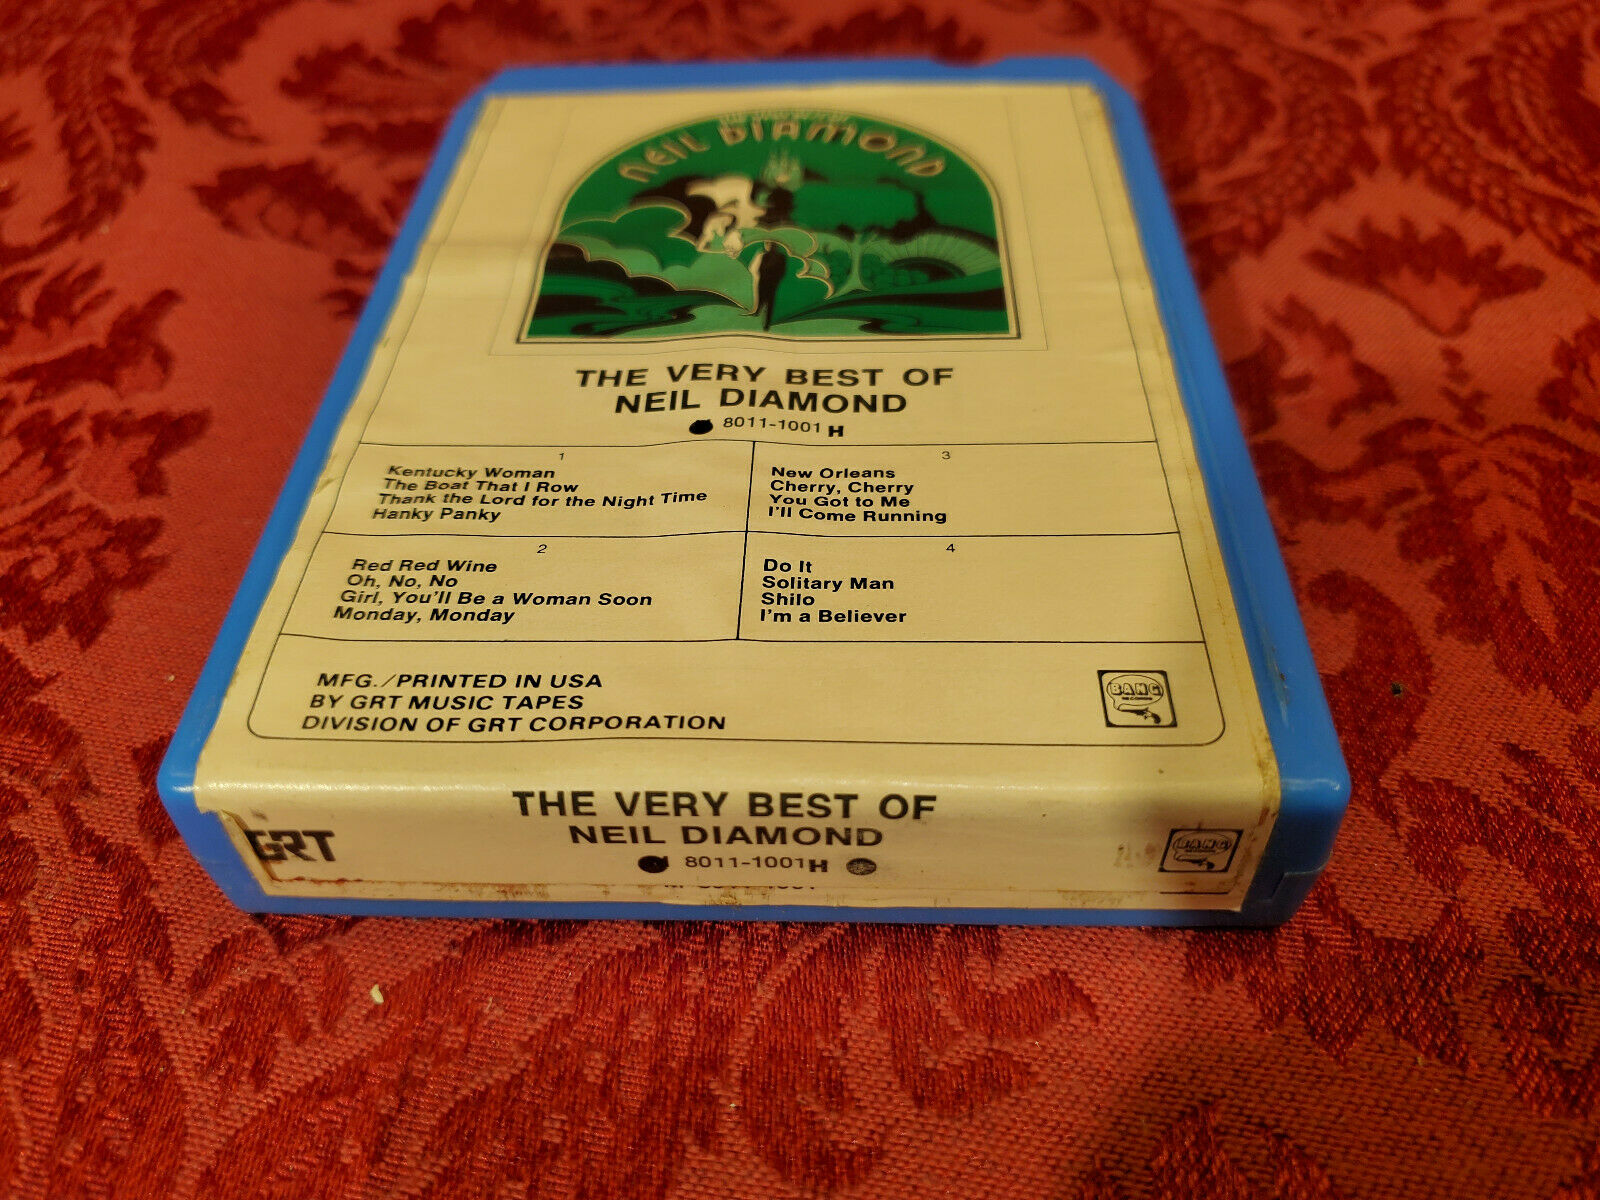 NEIL DIAMOND
THE VERY BEST OF
NEIL DIAMOND
8011-1001 H
1
Kentucky Woman
The Boat That I Row
Thank the Lord for the Night Time
Hanky Panky
2
Red Red Wine
Oh, No, No
Girl, You'll Be a Woman Soon
Monday, Monday
3
New Orleans
Cherry, Cherry
You Got to Me
I'll Come Running
4
Do It
Solitary Man
Shilo
I'm a Believer
MFG./PRINTED IN USA
BY GRT MUSIC TAPES
DIVISION OF GRT CORPORATION
BANG
GRT
THE VERY BEST OF
NEIL DIAMOND
8011-1001 H
BANG